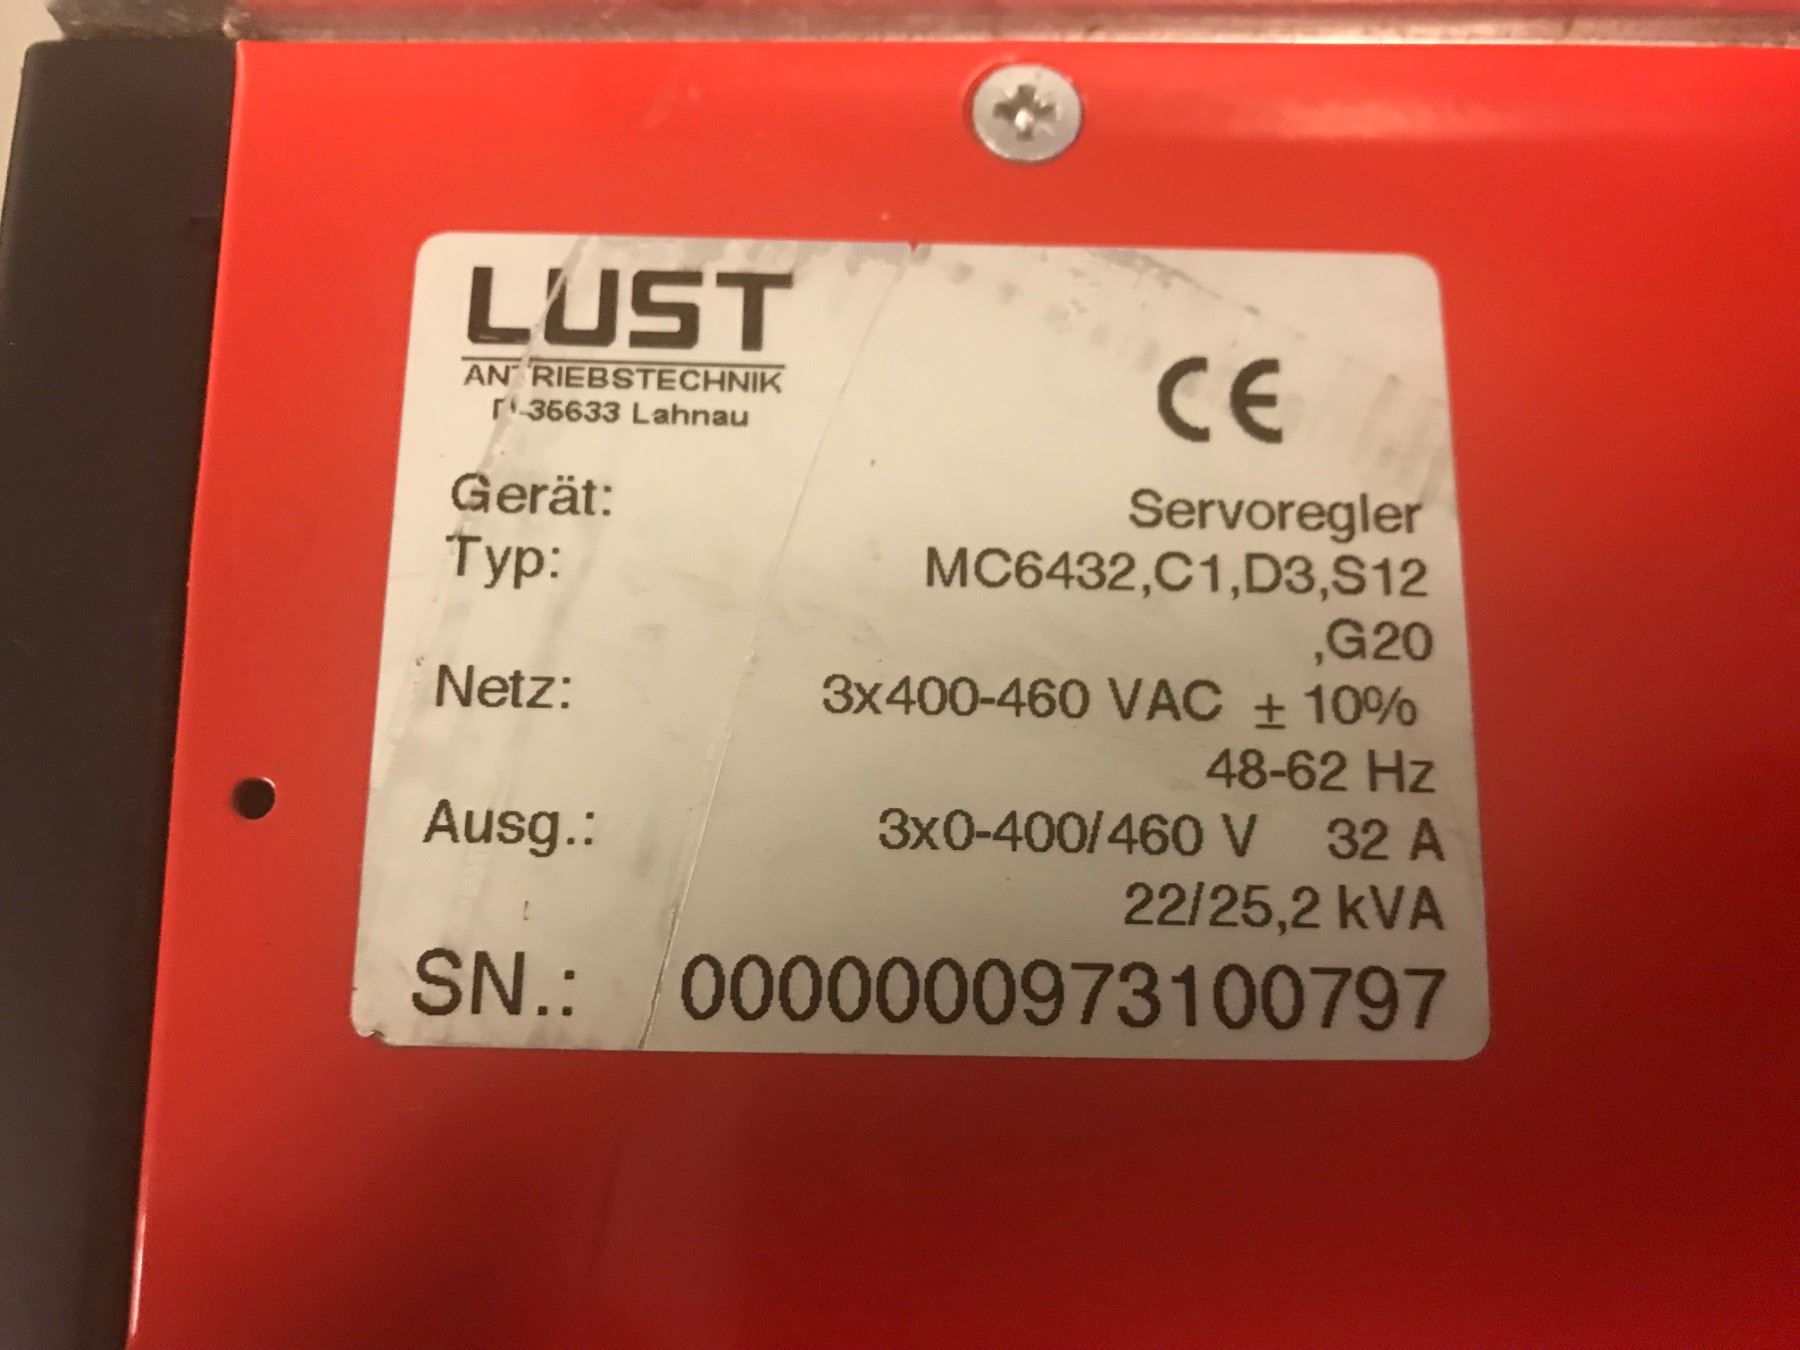 LUST
ANTRIEBSTECHNIK
D-35633 Lahnau
CE
Gerät: Servoregler
Typ: MC6432,C1,D3,S12
,G20
Netz: 3x400-460 VAC ± 10%
48-62 Hz
Ausg.: 3x0-400/460 V 32 A
22/25,2 kVA
SN.: 0000000973100797